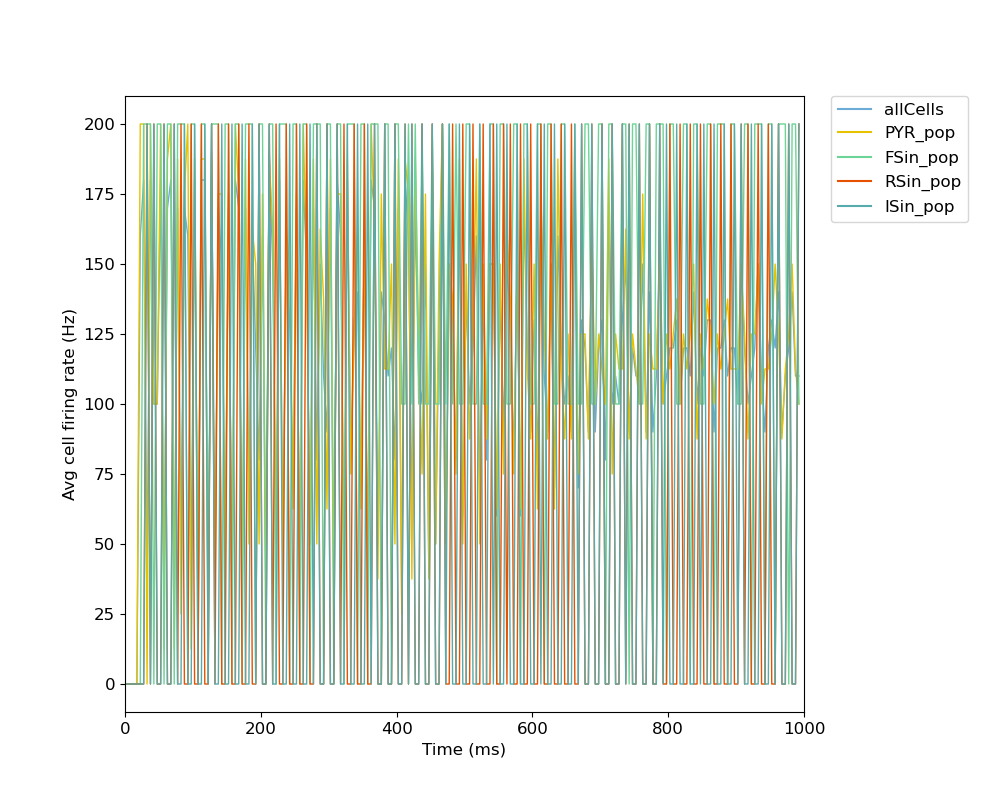 allCells
PYR_pop
FSin_pop
RSin_pop
ISin_pop
200
175
150
125
100
75
50
25
0
Avg cell firing rate (Hz)
0 200 400 600 800 1000
Time (ms)